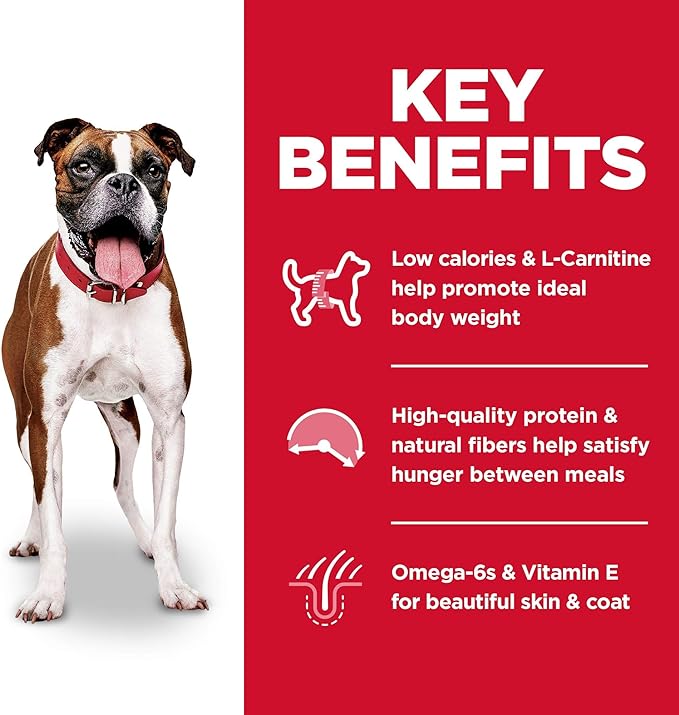 KEY
BENEFITS
Low calories & L-Carnitine
help promote ideal
body weight
High-quality protein &
natural fibers help satisfy
hunger between meals
Omega-6s & Vitamin E
for beautiful skin & coat